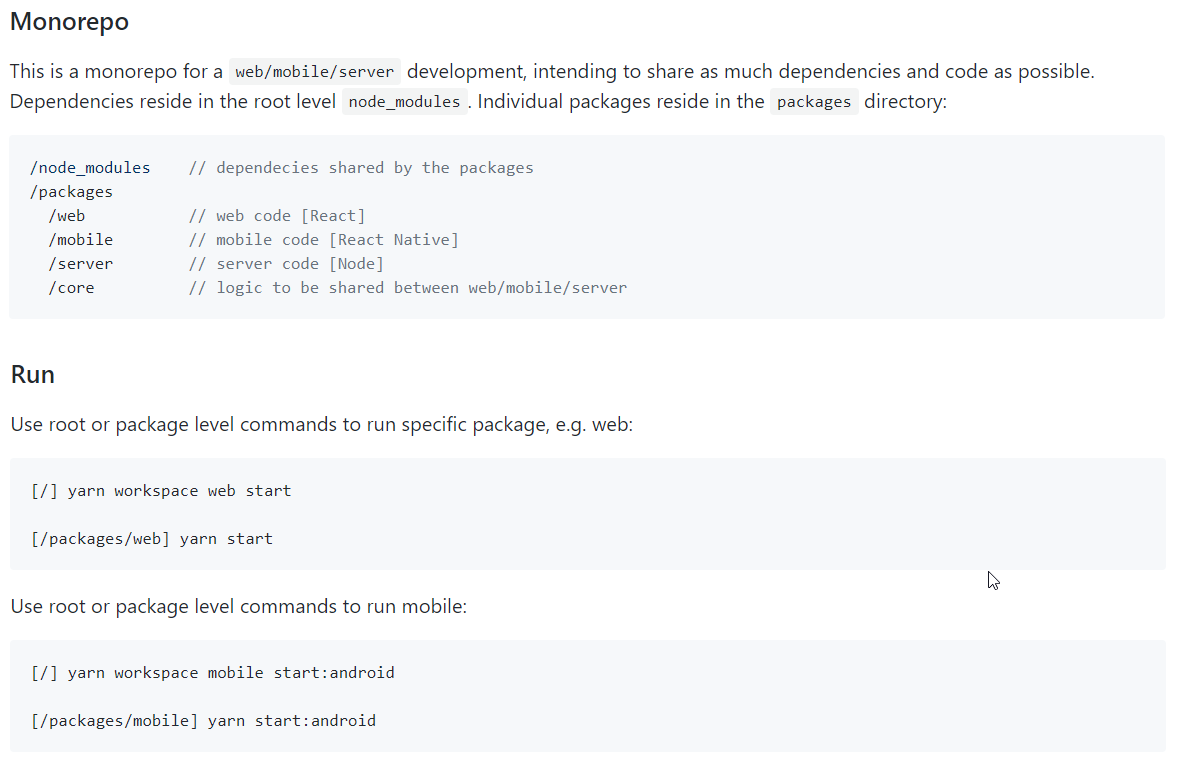 Monorepo
This is a monorepo for a web/mobile/server development, intending to share as much dependencies and code as possible.
Dependencies reside in the root level node_modules. Individual packages reside in the packages directory:
/node_modules    // dependecies shared by the packages
/packages
  /web           // web code [React]
  /mobile        // mobile code [React Native]
  /server        // server code [Node]
  /core          // logic to be shared between web/mobile/server
Run
Use root or package level commands to run specific package, e.g. web:
[/] yarn workspace web start
[/packages/web] yarn start
Use root or package level commands to run mobile:
[/] yarn workspace mobile start:android
[/packages/mobile] yarn start:android